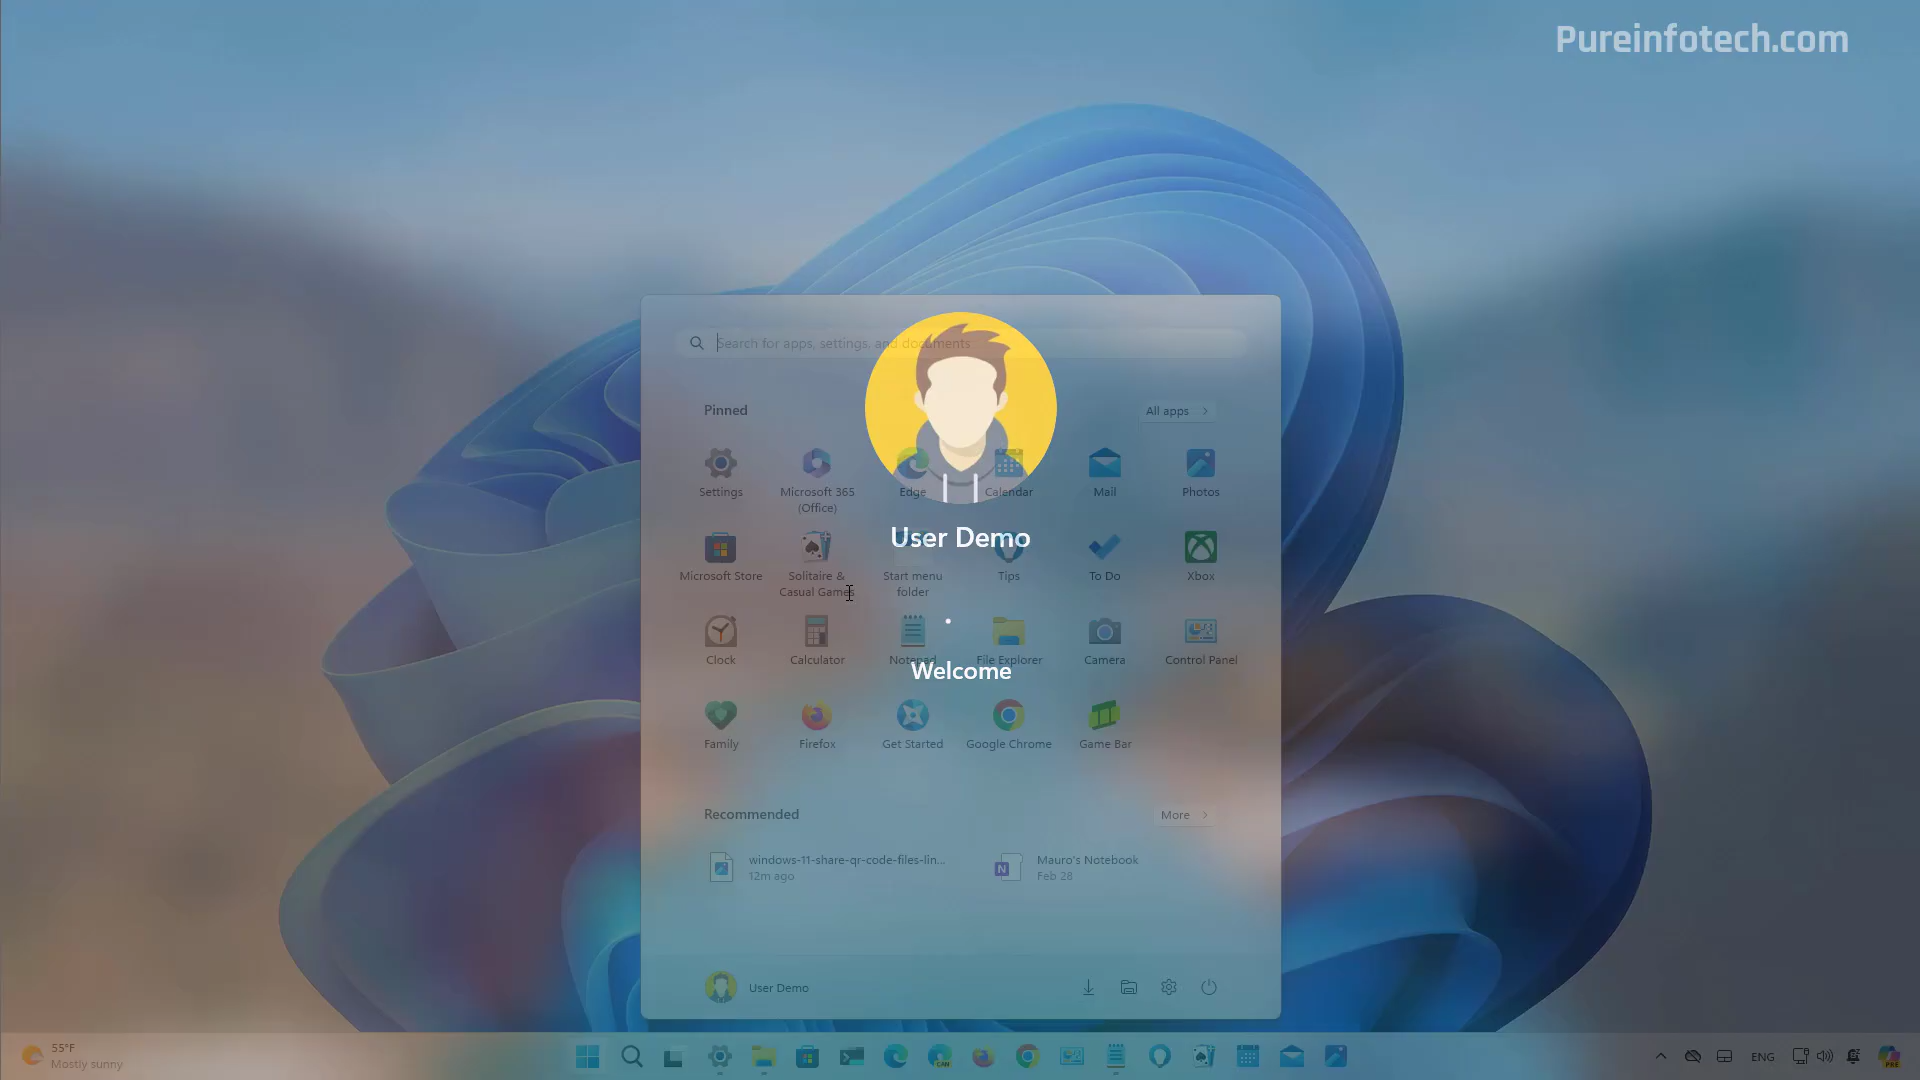 Pureinfotech.com
Search for apps, settings, and documents
Pinned
All apps
Settings
Microsoft 365
(Office)
Edge
Calendar
Mail
Photos
User Demo
Microsoft Store
Solitaire &
Casual Games
Start menu
folder
Tips
To Do
Xbox
Clock
Calculator
Notepad
File Explorer
Camera
Control Panel
Welcome
Family
Firefox
Get Started
Google Chrome
Game Bar
Recommended
More
windows-11-share-qr-code-files-lin...
12m ago
Mauro's Notebook
Feb 28
User Demo
55°F
Mostly sunny
CAN
ENG
PRE